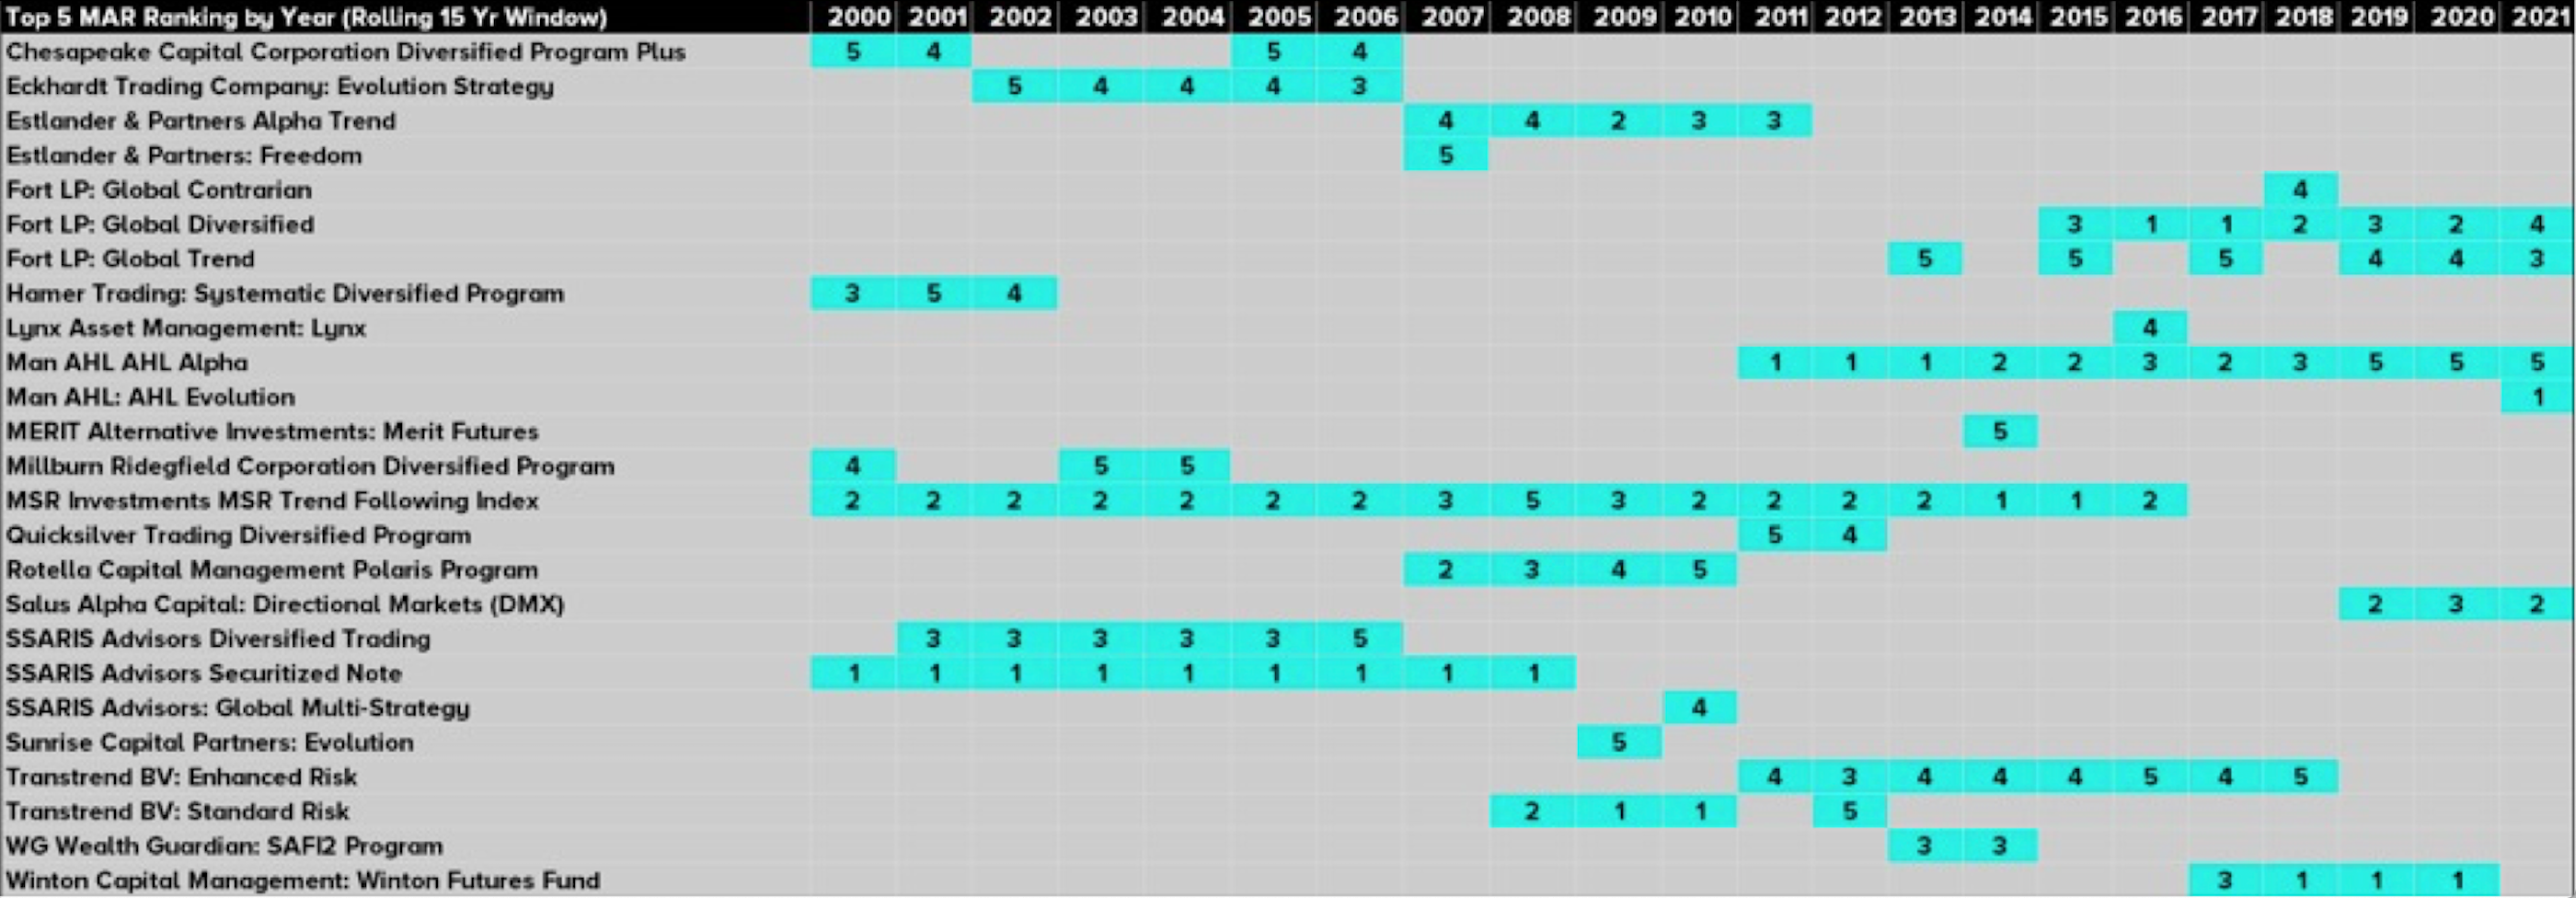 Top 5 MAR Ranking by Year (Rolling 15 Yr Window) 2000 2001 2002 2003 2004 2005 2006 2007 2008 2009 2010 2011 2012 2013 2014 2015 2016 2017 2018 2019 2020 2021
Chesapeake Capital Corporation Diversified Program Plus 5 4 5 4
Eckhardt Trading Company: Evolution Strategy 5 4 4 4 3
Estlander & Partners Alpha Trend 4 4 2 3 3
Estlander & Partners: Freedom 5
Fort LP: Global Contrarian 4
Fort LP: Global Diversified 3 1 1 2 3 2 4
Fort LP: Global Trend 5 5 5 4 4 3
Hamer Trading: Systematic Diversified Program 3 5 4
Lynx Asset Management: Lynx 4
Man AHL AHL Alpha 1 1 1 2 2 3 2 3 5 5 5
Man AHL: AHL Evolution 1
MERIT Alternative Investments: Merit Futures 5
Millburn Ridegfield Corporation Diversified Program 4 5 5
MSR Investments MSR Trend Following Index 2 2 2 2 2 2 2 3 5 3 2 2 2 2 1 1 2
Quicksilver Trading Diversified Program 5 4
Rotella Capital Management Polaris Program 2 3 4 5
Salus Alpha Capital: Directional Markets (DMX) 2 3 2
SSARIS Advisors Diversified Trading 3 3 3 3 3 5
SSARIS Advisors Securitized Note 1 1 1 1 1 1 1 1 1
SSARIS Advisors: Global Multi-Strategy 4
Sunrise Capital Partners: Evolution 5
Transtrend BV: Enhanced Risk 4 3 4 4 4 5 4 5
Transtrend BV: Standard Risk 2 1 1 5
WG Wealth Guardian: SAFI2 Program 3 3
Winton Capital Management: Winton Futures Fund 3 1 1 1